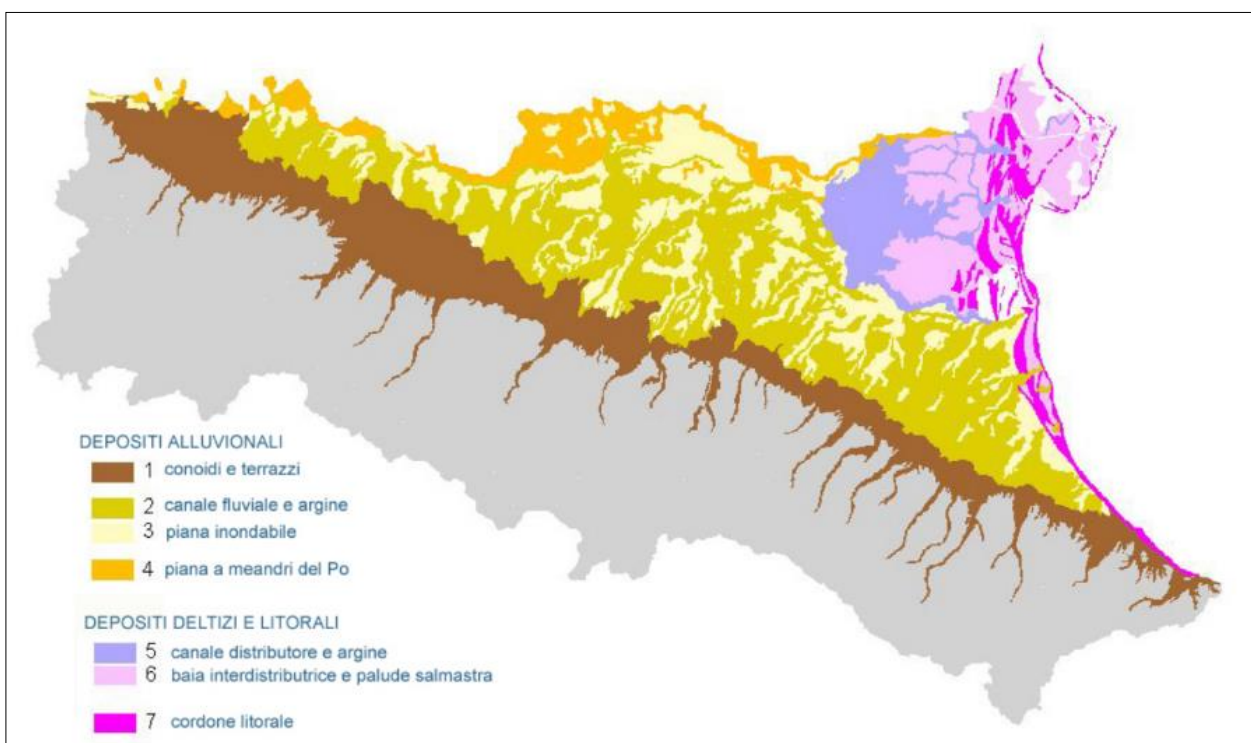 DEPOSITI ALLUVIONALI
1 conoidi e terrazzi
2 canale fluviale e argine
3 piana inondabile
4 piana a meandri del Po
DEPOSITI DELTIZI E LITORALI
5 canale distributore e argine
6 baia interdistributrice e palude salmastra
7 cordone litorale